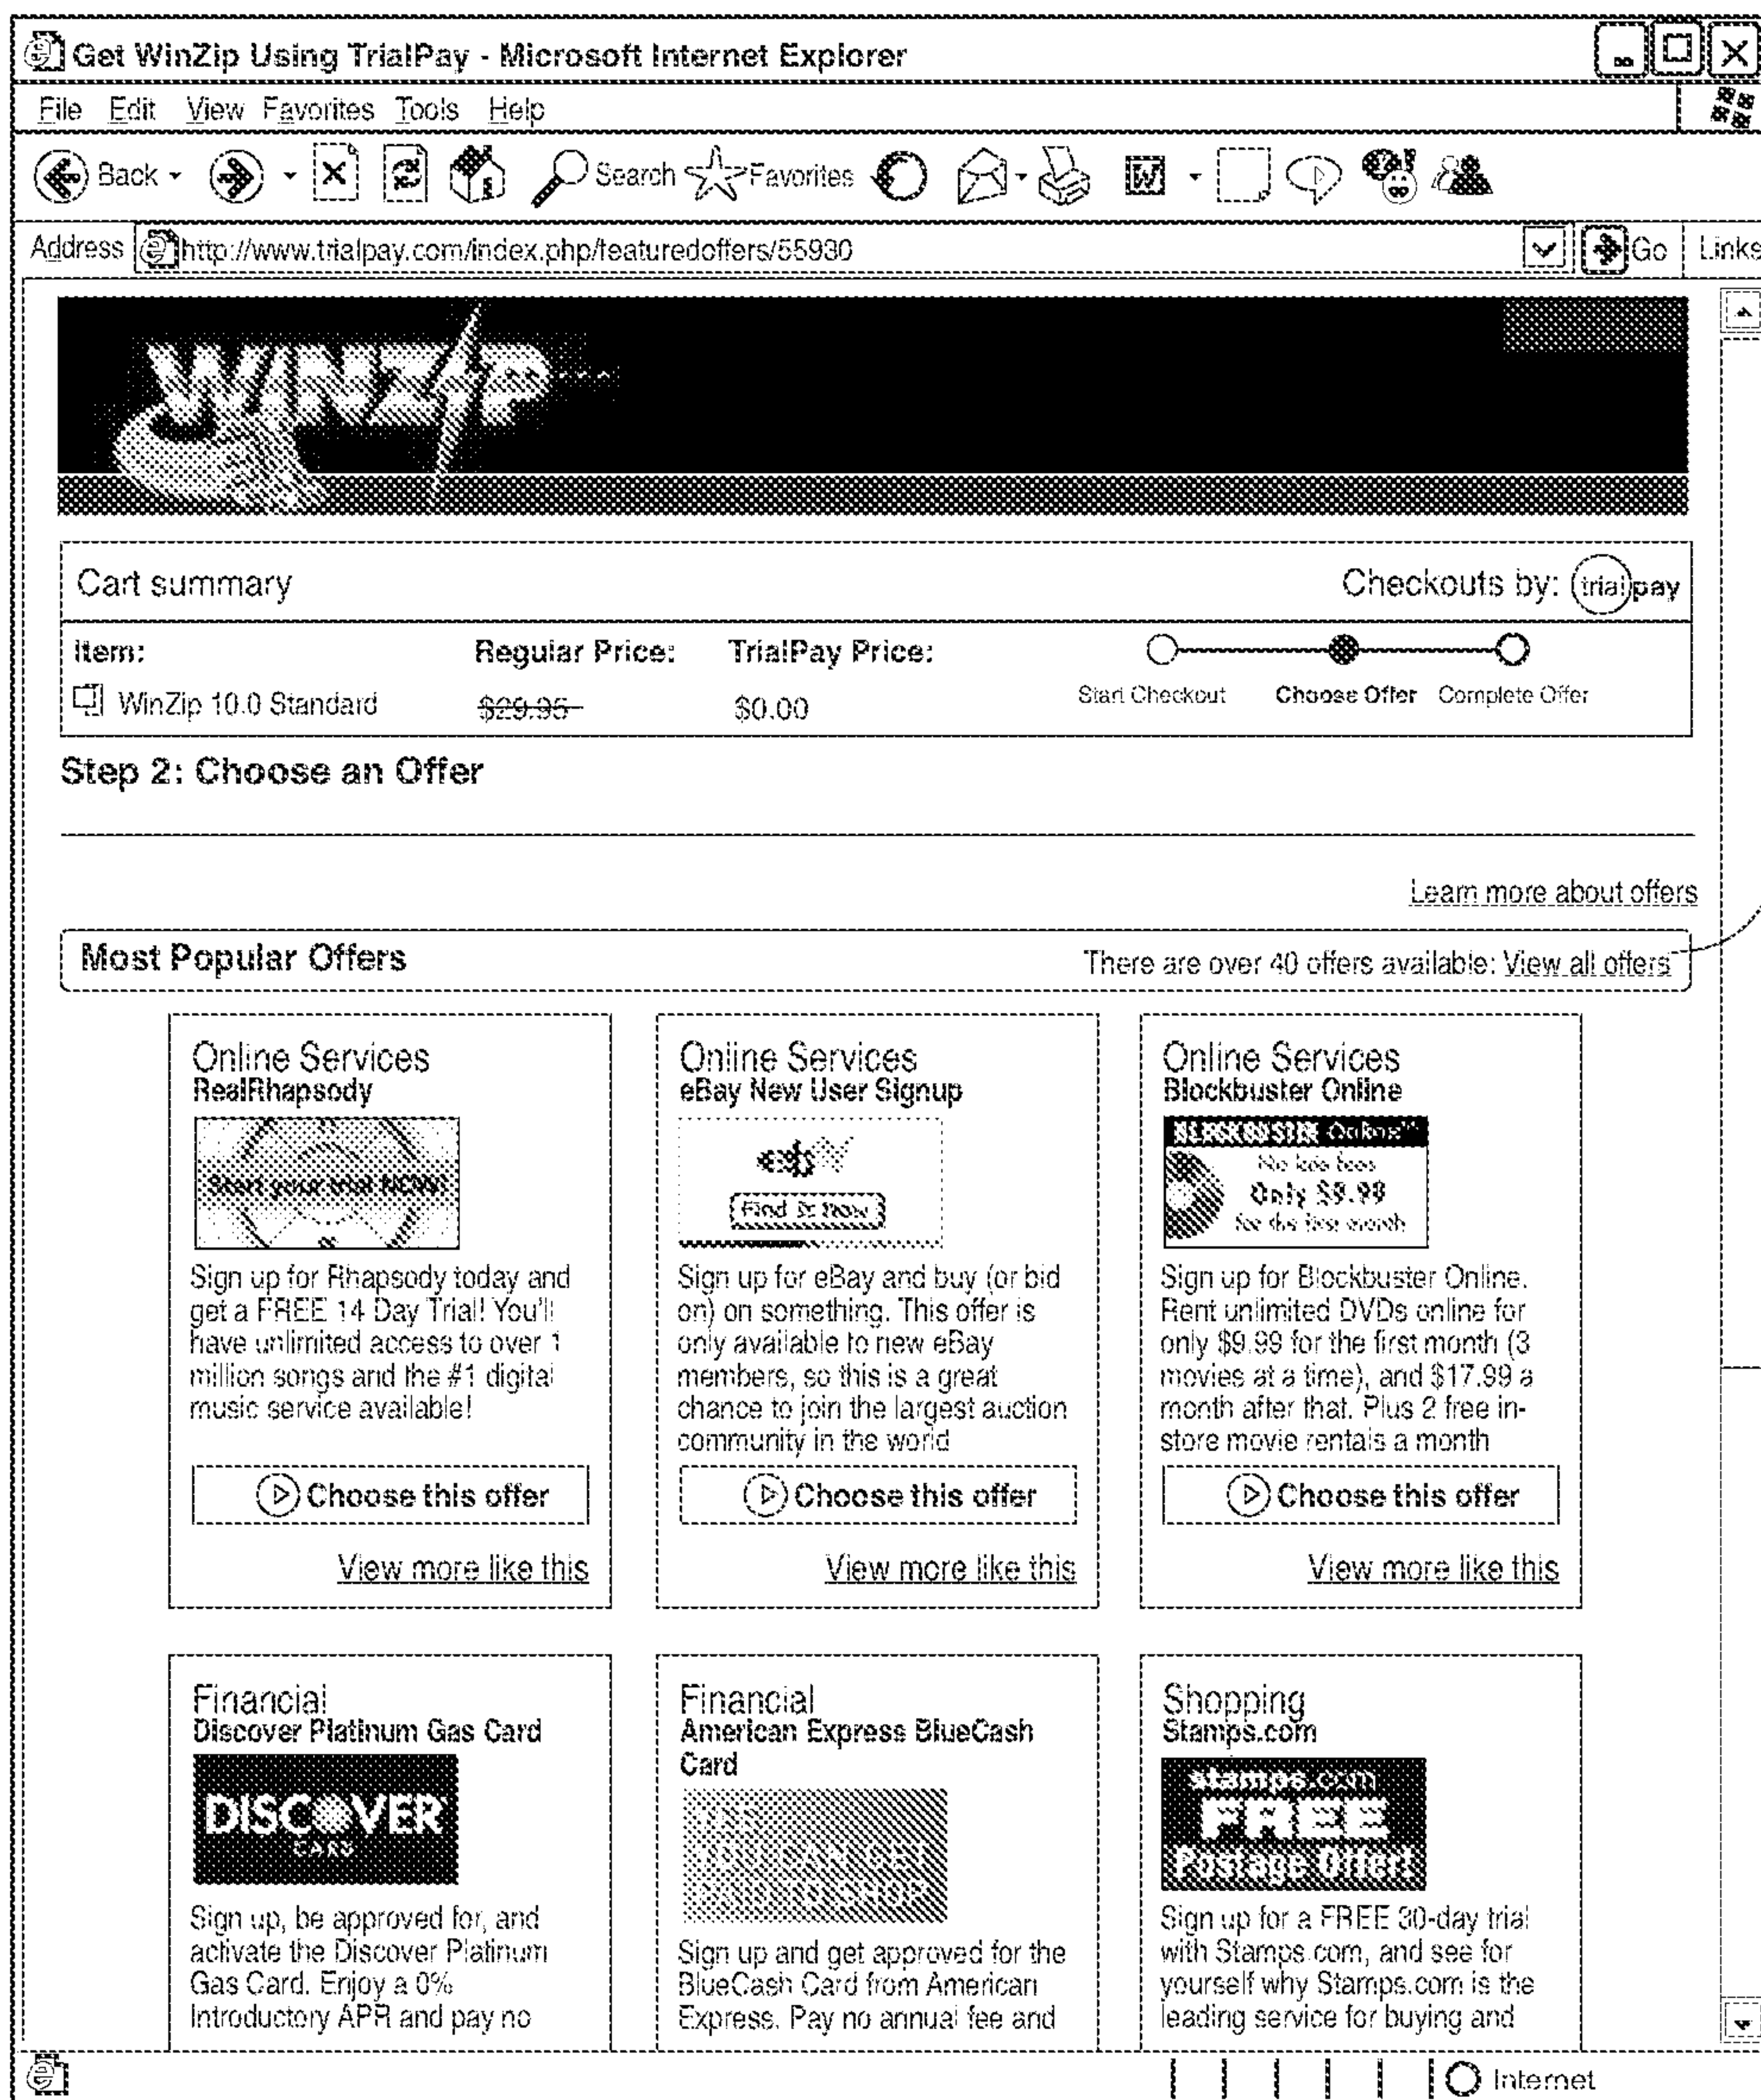 Get WinZip Using TrialPay - Microsoft Internet Explorer
File Edit View Favorites Tools Help
Back Search Favorites
Address http://www.trialpay.com/index.php/featuredoffers/55930 Go Links
WINZIP
Cart summary Checkouts by: trialpay
Item: Regular Price: TrialPay Price:
WinZip 10.0 Standard $29.95 $0.00 Start Checkout Choose Offer Complete Offer
Step 2: Choose an Offer
Learn more about offers
Most Popular Offers There are over 40 offers available: View all offers
Online Services
RealRhapsody
Start your trial NOW!
Sign up for Rhapsody today and
get a FREE 14 Day Trial! You'll
have unlimited access to over 1
million songs and the #1 digital
music service available!
Choose this offer
View more like this
Online Services
eBay New User Signup
eBay
Find It Now
Sign up for eBay and buy (or bid
on) on something. This offer is
only available to new eBay
members, so this is a great
chance to join the largest auction
community in the world
Choose this offer
View more like this
Online Services
Blockbuster Online
BLOCKBUSTER Online™
No late fees
Only $9.99
for the first month
Sign up for Blockbuster Online.
Rent unlimited DVDs online for
only $9.99 for the first month (3
movies at a time), and $17.99 a
month after that. Plus 2 free in-
store movie rentals a month
Choose this offer
View more like this
Financial
Discover Platinum Gas Card
DISCOVER
CARD
Sign up, be approved for, and
activate the Discover Platinum
Gas Card. Enjoy a 0%
Introductory APR and pay no
Financial
American Express BlueCash
Card
Sign up and get approved for the
BlueCash Card from American
Express. Pay no annual fee and
Shopping
Stamps.com
stamps.com
FREE
Postage Offer!
Sign up for a FREE 30-day trial
with Stamps.com, and see for
yourself why Stamps.com is the
leading service for buying and
Internet